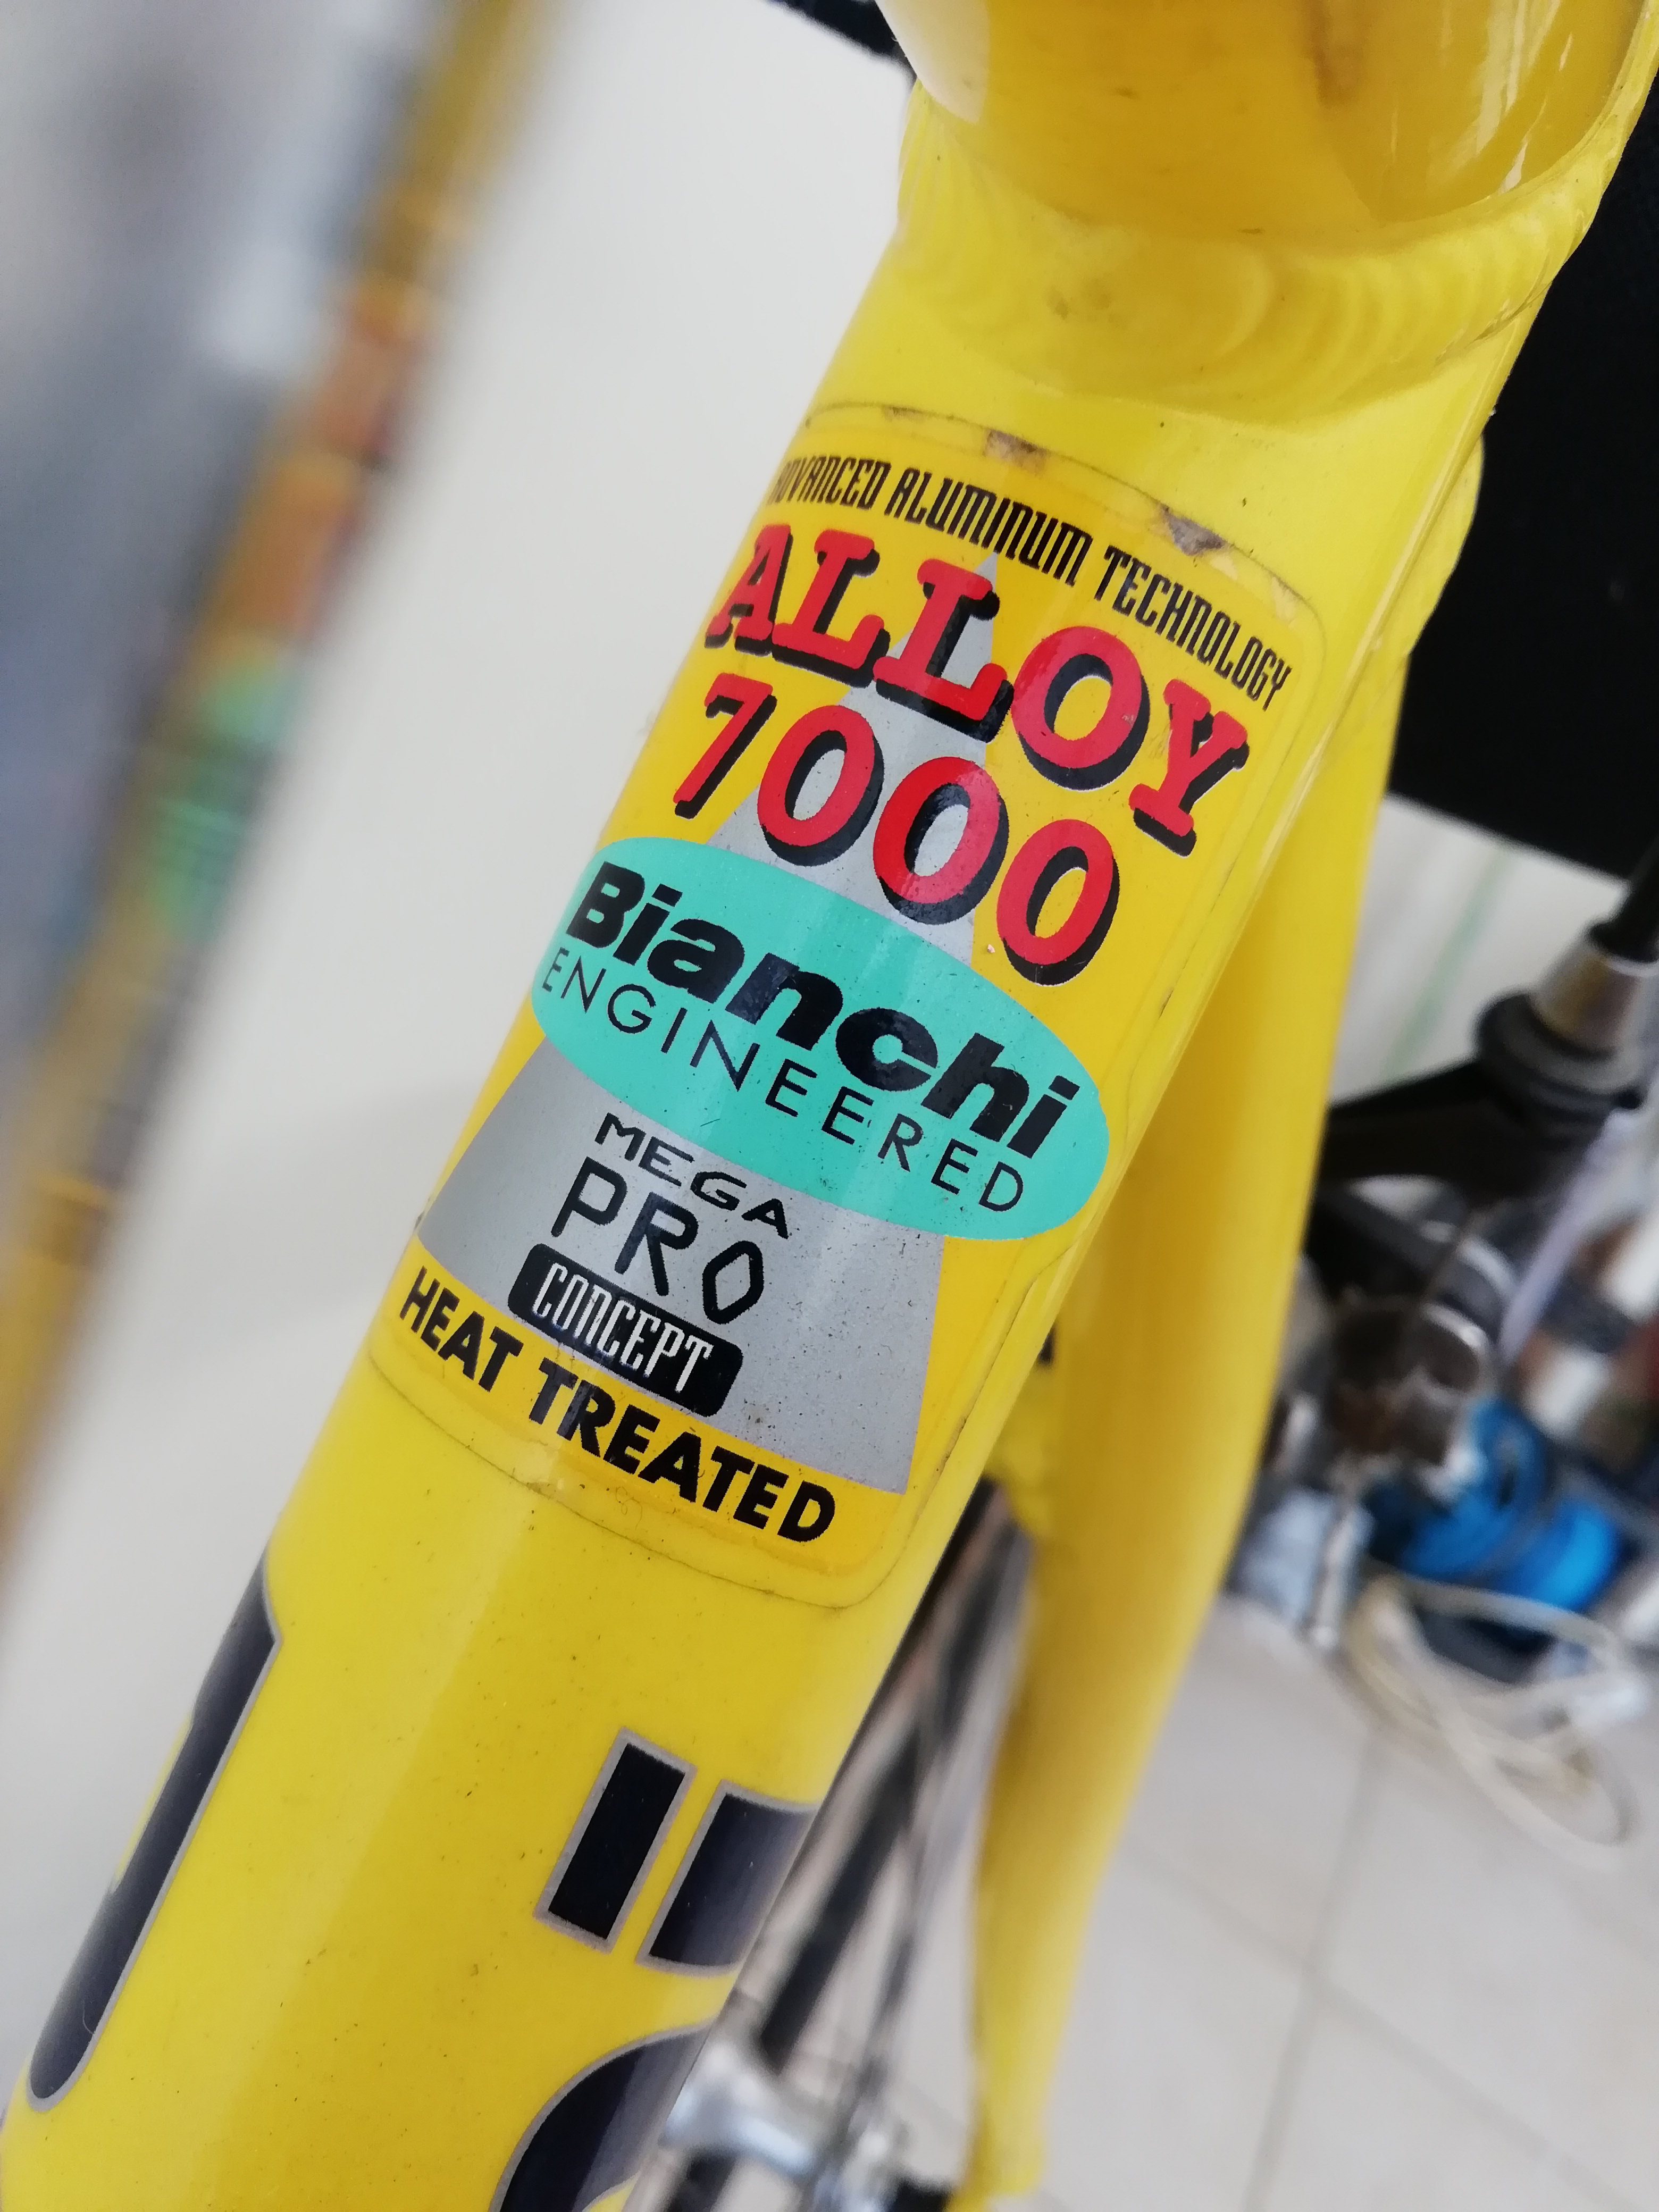 ADVANCED ALUMINUM TECHNOLOGY
ALLOY
7000
Bianchi
ENGINEERED
MEGA
PRO
CONCEPT
HEAT TREATED